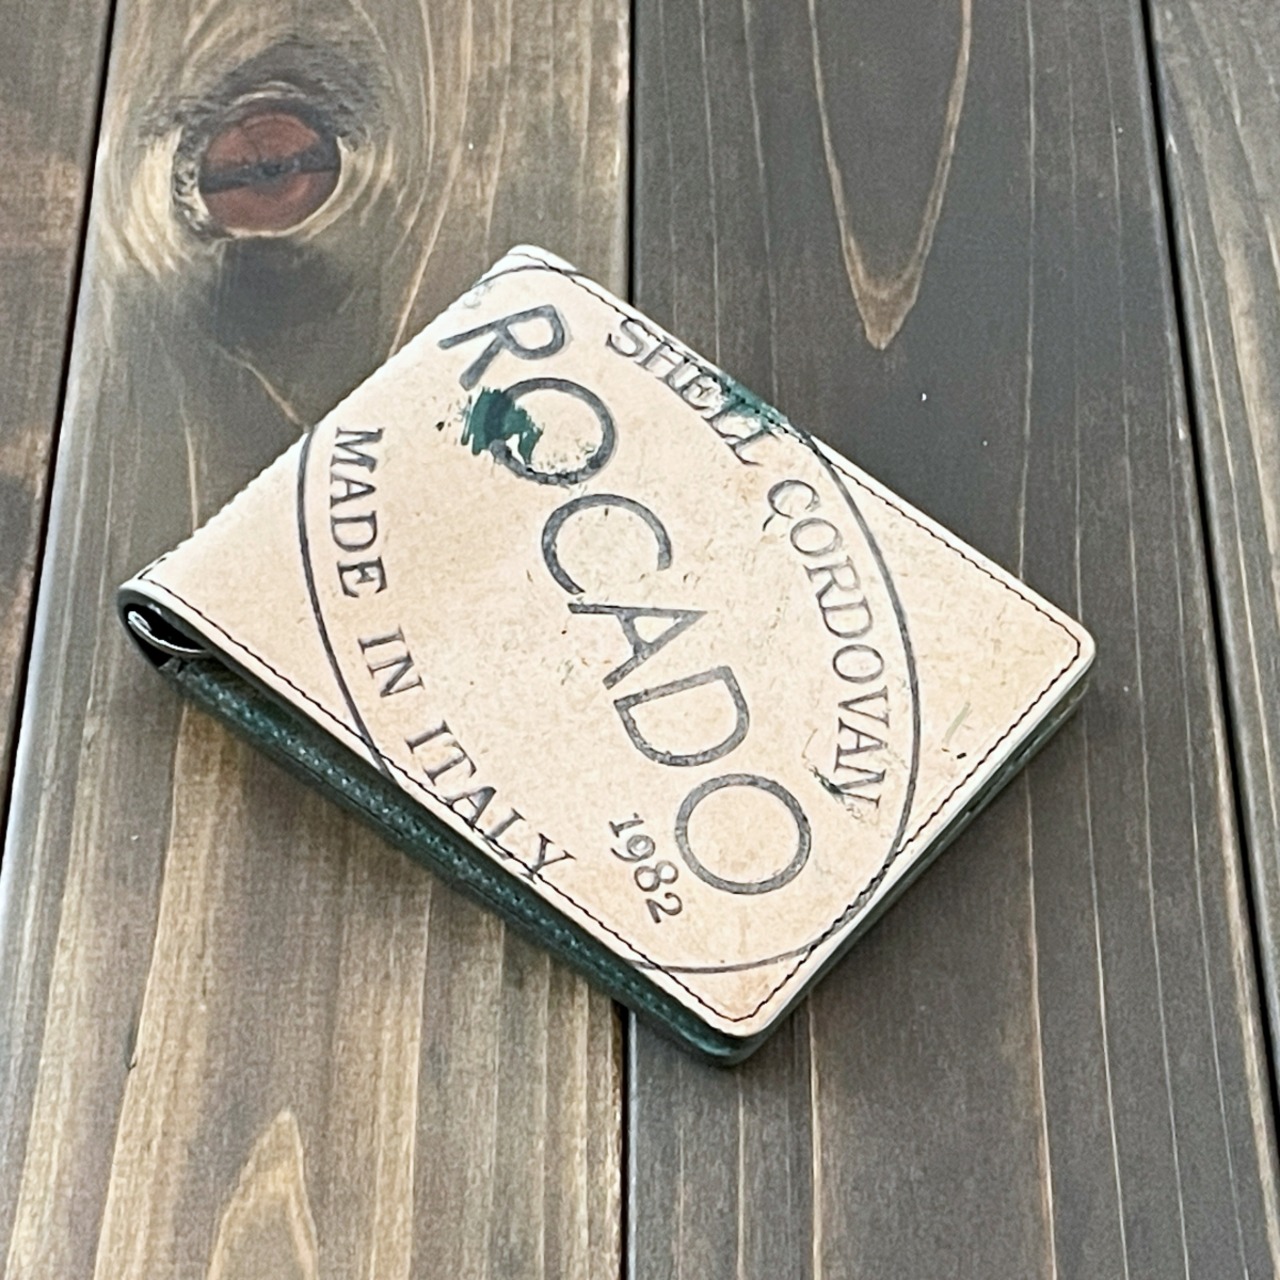 SHELL CORDOVAN
ROCADO
1982
MADE IN ITALY